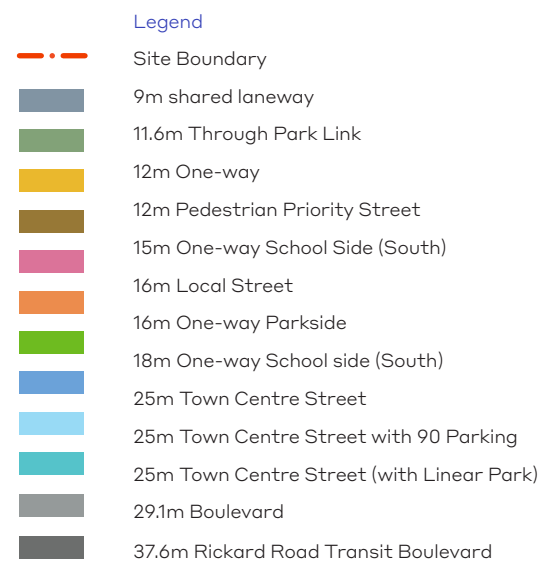 Legend
Site Boundary
9m shared laneway
11.6m Through Park Link
12m One-way
12m Pedestrian Priority Street
15m One-way School Side (South)
16m Local Street
16m One-way Parkside
18m One-way School side (South)
25m Town Centre Street
25m Town Centre Street with 90 Parking
25m Town Centre Street (with Linear Park)
29.1m Boulevard
37.6m Rickard Road Transit Boulevard